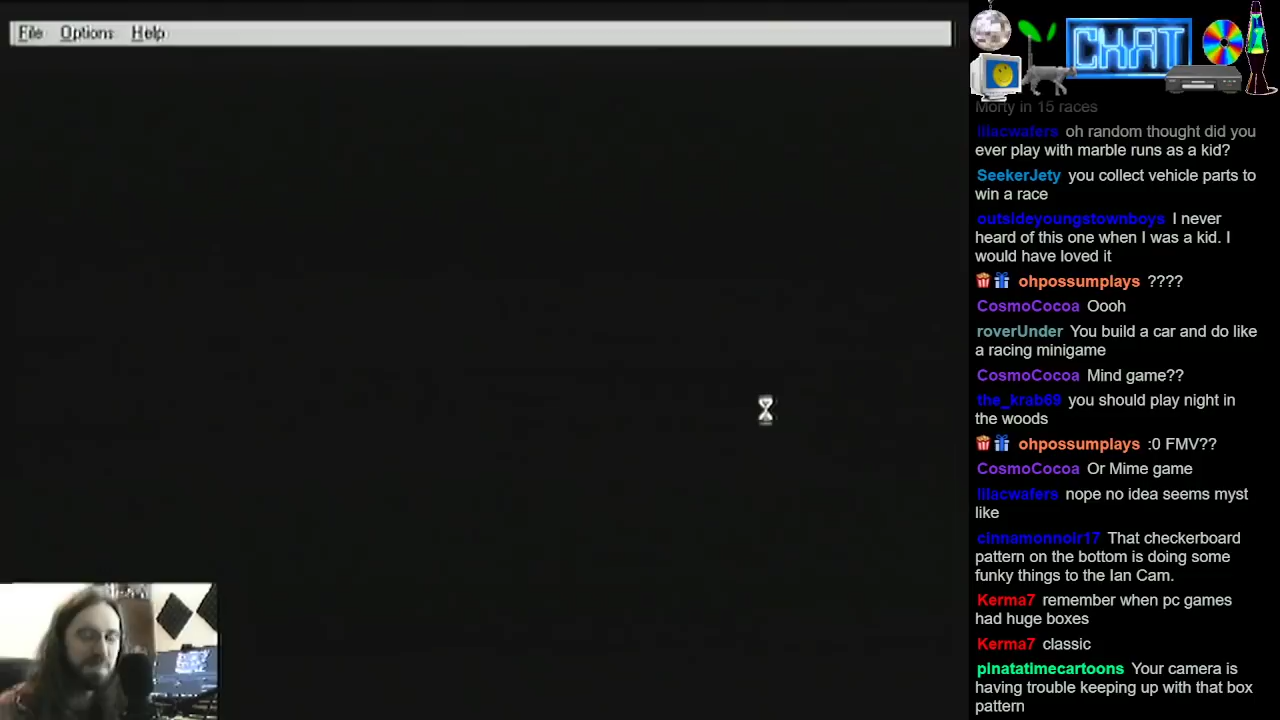 File Options Help
CHAT
Morty in 15 races
lilacwafers oh random thought did you
ever play with marble runs as a kid?
SeekerJety you collect vehicle parts to
win a race
outsideyoungstownboys I never
heard of this one when I was a kid. I
would have loved it
ohpossumplays ????
CosmoCocoa Oooh
roverUnder You build a car and do like
a racing minigame
CosmoCocoa Mind game??
the_krab69 you should play night in
the woods
ohpossumplays :0 FMV??
CosmoCocoa Or Mime game
lilacwafers nope no idea seems myst
like
cinnamonnoir17 That checkerboard
pattern on the bottom is doing some
funky things to the Ian Cam.
Kerma7 remember when pc games
had huge boxes
Kerma7 classic
pinatatimecartoons Your camera is
having trouble keeping up with that box
pattern